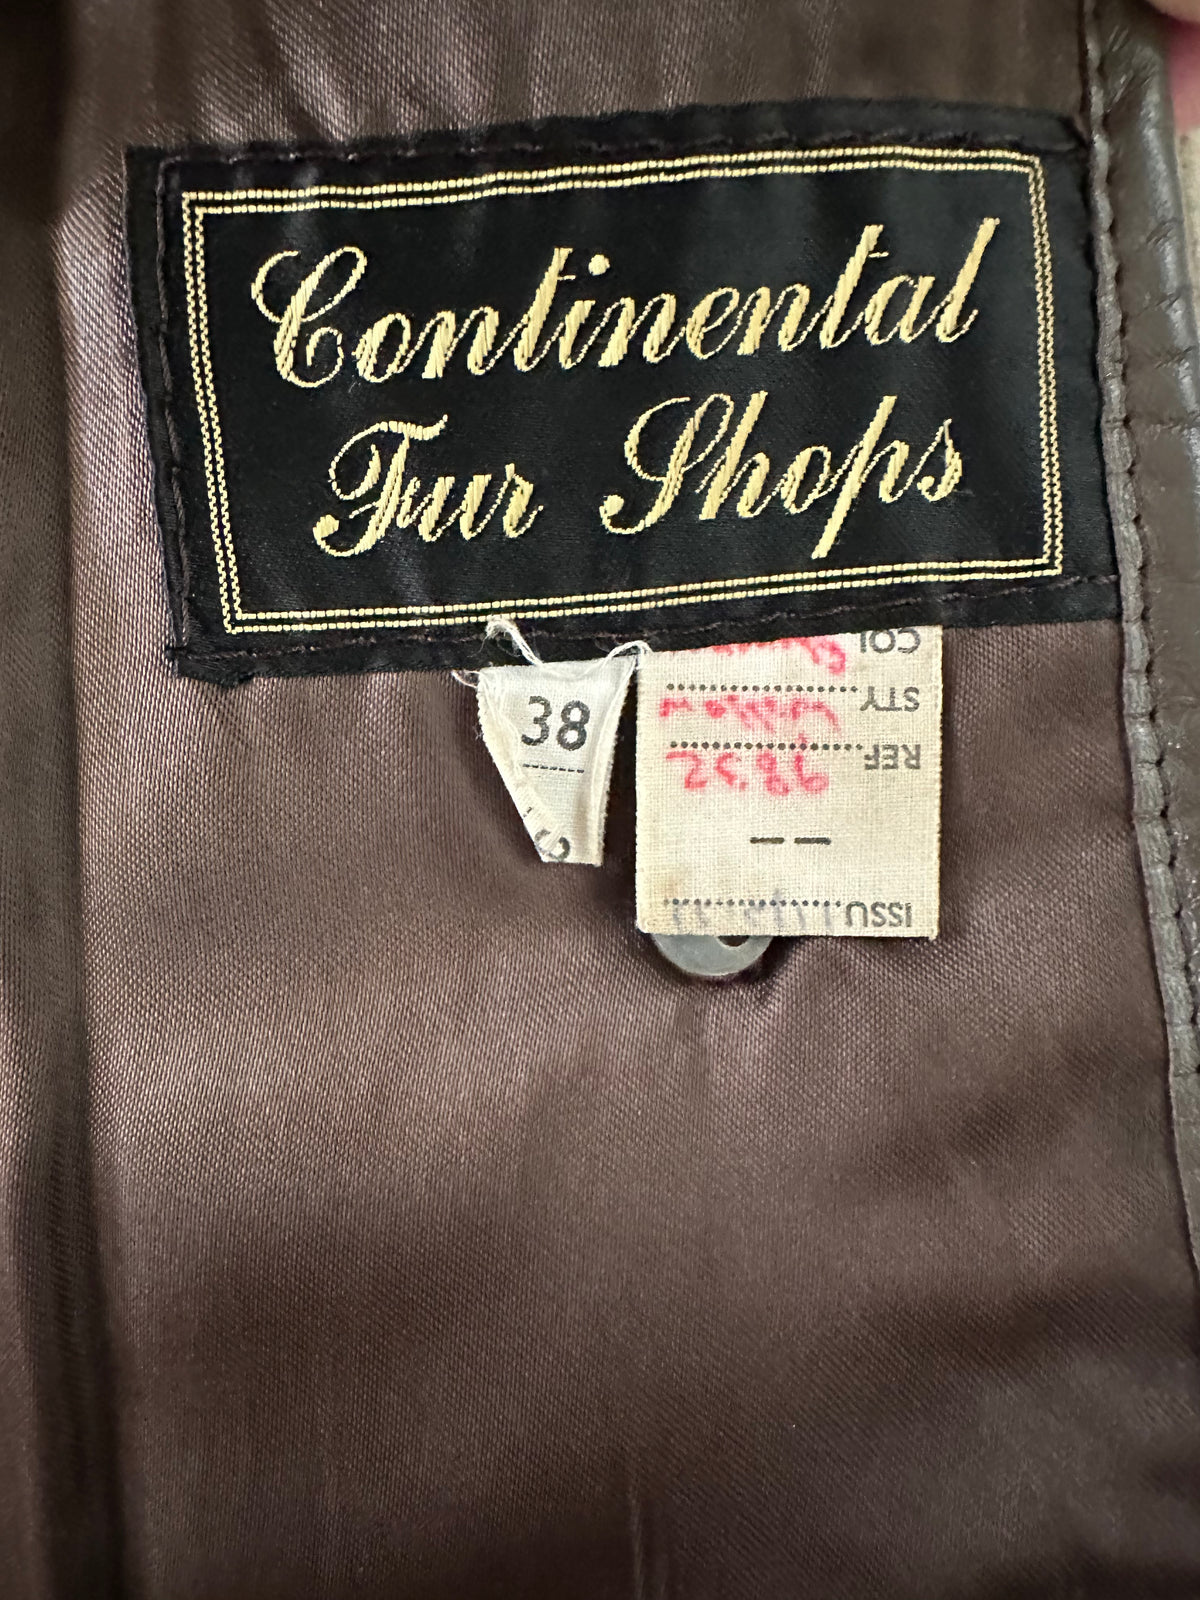 Continental
Fur Shops
38
COL
STY
REF
--
ISSU